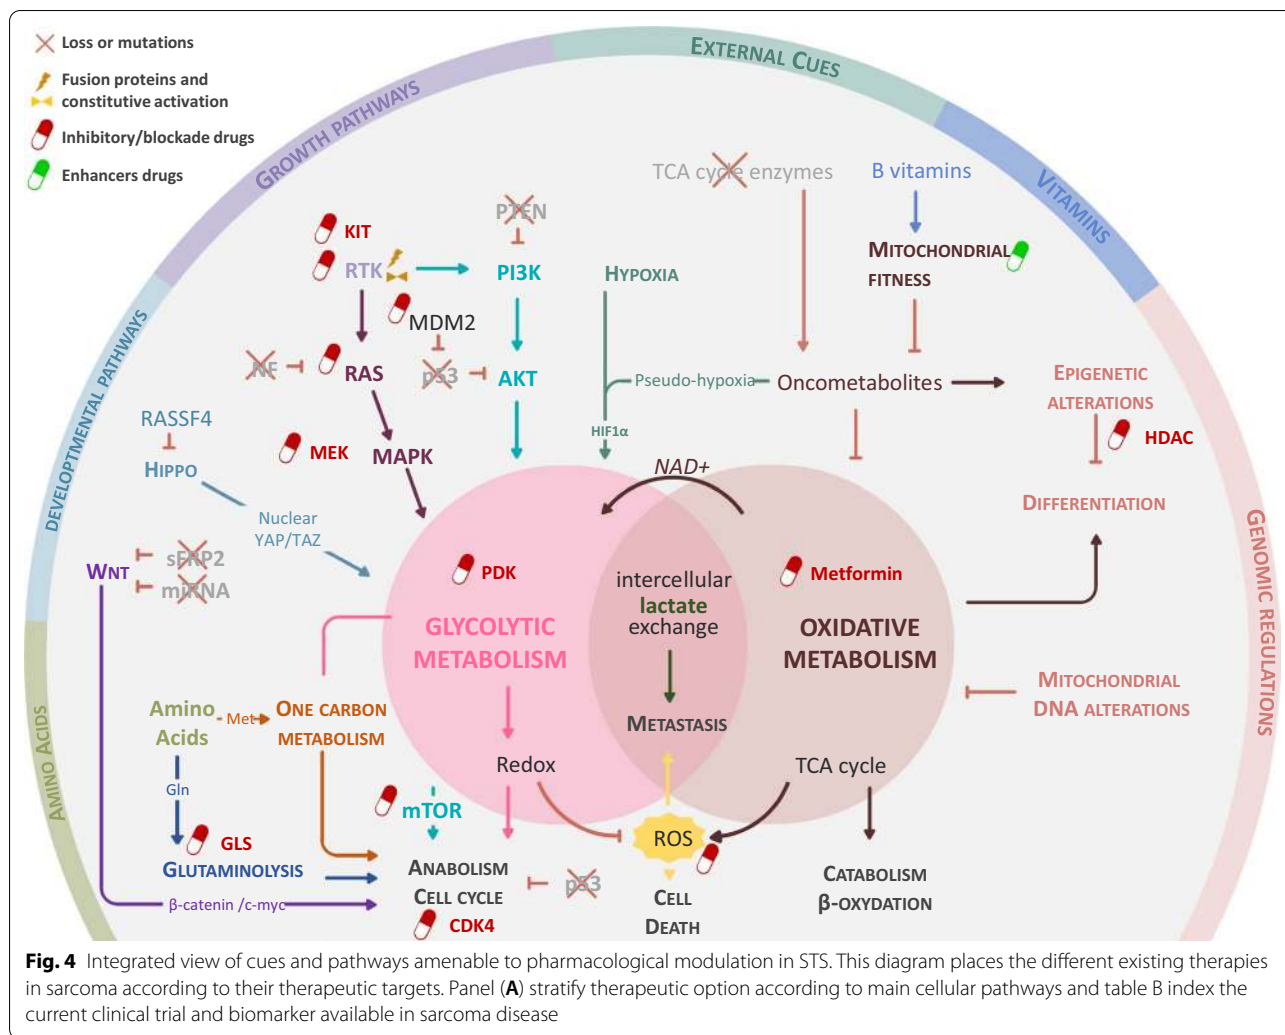 Loss or mutations
Fusion proteins and
constitutive activation
Inhibitory/blockade drugs
Enhancers drugs
EXTERNAL CUES
GROWTH PATHWAYS
VITAMINS
DEVELOPTMENTAL PATHWAYS
GENOMIC REGULATIONS
AMINO ACIDS
TCA cycle enzymes
B vitamins
PTEN
KIT
RTK
PI3K
HYPOXIA
MITOCHONDRIAL
FITNESS
MDM2
NF
RAS
p53
AKT
Pseudo-hypoxia
Oncometabolites
EPIGENETIC
ALTERATIONS
RASSF4
HIF1α
HDAC
HIPPO
MEK
MAPK
NAD+
DIFFERENTIATION
Nuclear
YAP/TAZ
WNT
sFRP2
miRNA
PDK
intercellular
lactate
exchange
Metformin
GLYCOLYTIC
METABOLISM
OXIDATIVE
METABOLISM
MITOCHONDRIAL
DNA ALTERATIONS
Amino
Acids
Met
ONE CARBON
METABOLISM
METASTASIS
Redox
TCA cycle
Gln
mTOR
GLS
GLUTAMINOLYSIS
ROS
ANABOLISM
CELL CYCLE
p53
CELL
DEATH
CATABOLISM
β-OXYDATION
β-catenin /c-myc
CDK4
Fig. 4 Integrated view of cues and pathways amenable to pharmacological modulation in STS. This diagram places the different existing therapies
in sarcoma according to their therapeutic targets. Panel (A) stratify therapeutic option according to main cellular pathways and table B index the
current clinical trial and biomarker available in sarcoma disease